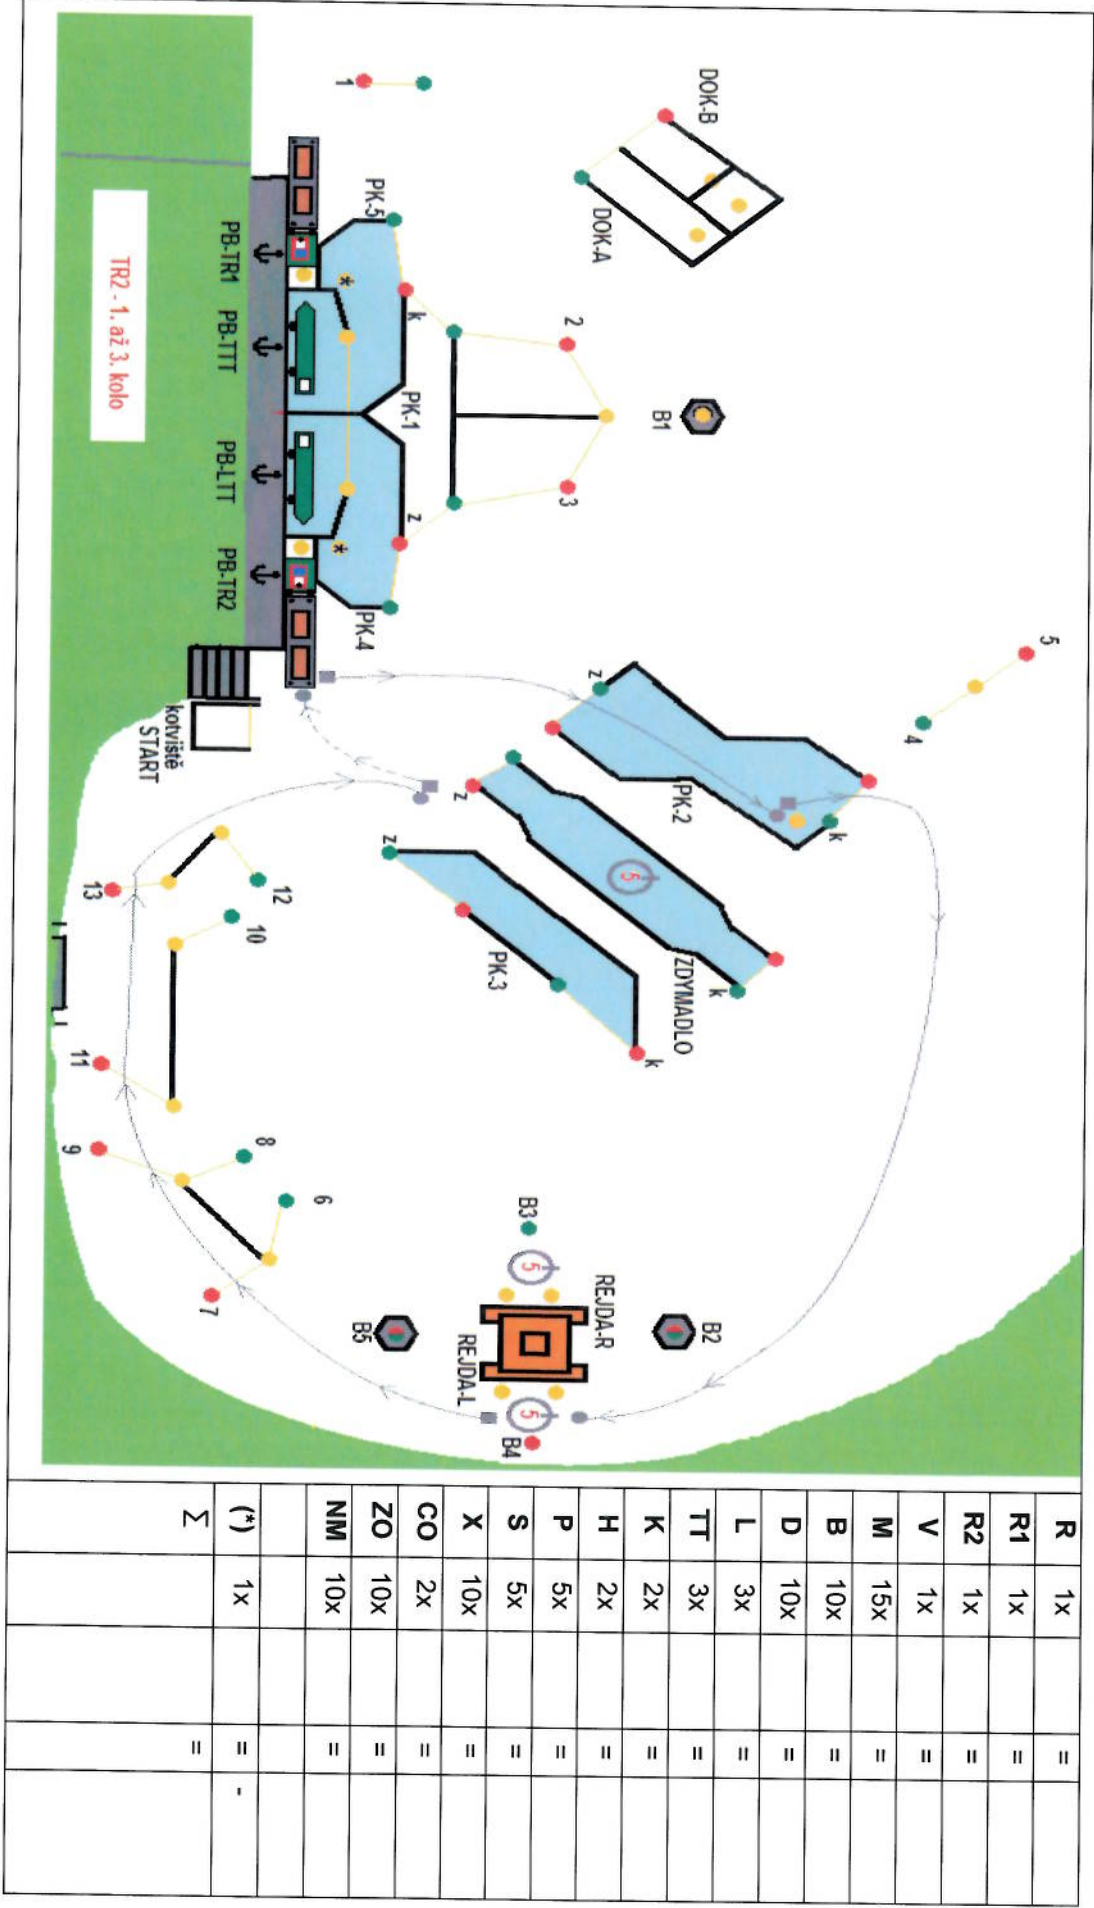 1
DOK-B
DOK-A
PK-5
k
2
B1
PK-1
3
z
PK-4
PB-TR1
PB-TTT
PB-LTT
PB-TR2
TR2 - 1. až 3. kolo
*
*
kotviště
START
5
4
z
PK-2
k
z
5
ZDYMADLO
k
z
PK-3
k
12
13
10
11
9
8
6
7
B3
5
REJDA-R
REJDA-L
B2
B5
5
B4
R 1x =
R1 1x =
R2 1x =
V 1x =
M 15x =
B 10x =
D 10x =
L 3x =
TT 3x =
K 2x =
H 2x =
P 5x =
S 5x =
X 10x =
CO 2x =
ZO 10x =
NM 10x =
(*) 1x = -
Σ =